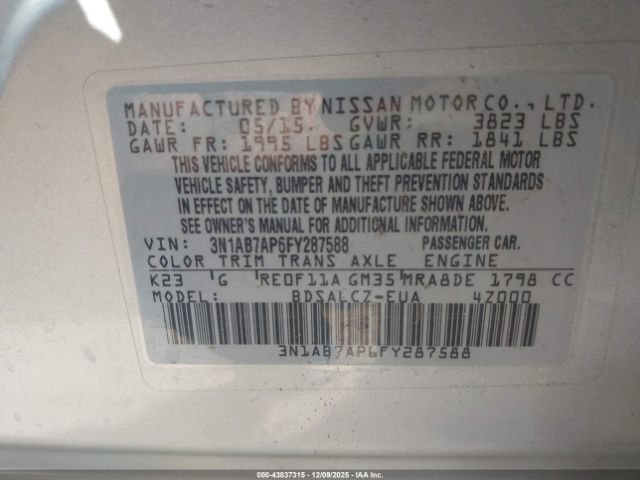 MANUFACTURED BY NISSAN MOTOR CO., LTD.
DATE: 05/15. GVWR: 3823 LBS
GAWR FR: 1995 LBS GAWR RR: 1841 LBS
THIS VEHICLE CONFORMS TO ALL APPLICABLE FEDERAL MOTOR
VEHICLE SAFETY, BUMPER AND THEFT PREVENTION STANDARDS
IN EFFECT ON THE DATE OF MANUFACTURE SHOWN ABOVE.
SEE OWNER'S MANUAL FOR ADDITIONAL INFORMATION.
VIN: 3N1AB7AP6FY287588 PASSENGER CAR.
COLOR TRIM TRANS AXLE ENGINE
K23 G RE0F11A GM35 MRA8DE 1798 CC
MODEL: BDSALCZ-EUA 4Z000
3N1AB7AP6FY287588
000-43837315 - 12/09/2025 - IAAI.COM